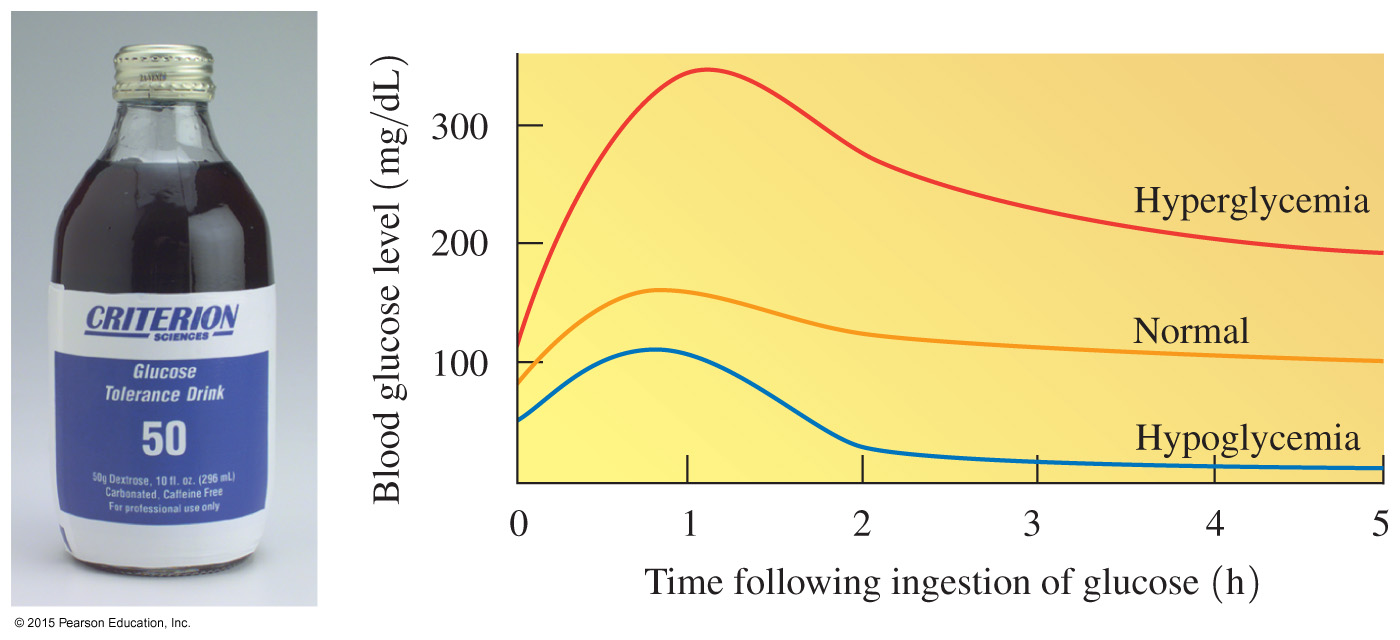 CRITERION
SCIENCES
Glucose
Tolerance Drink
50
50g Dextrose, 10 fl. oz. (296 mL)
Carbonated, Caffeine Free
For professional use only
Blood glucose level (mg/dL)
300
200
100
Hyperglycemia
Normal
Hypoglycemia
0 1 2 3 4 5
Time following ingestion of glucose (h)
© 2015 Pearson Education, Inc.